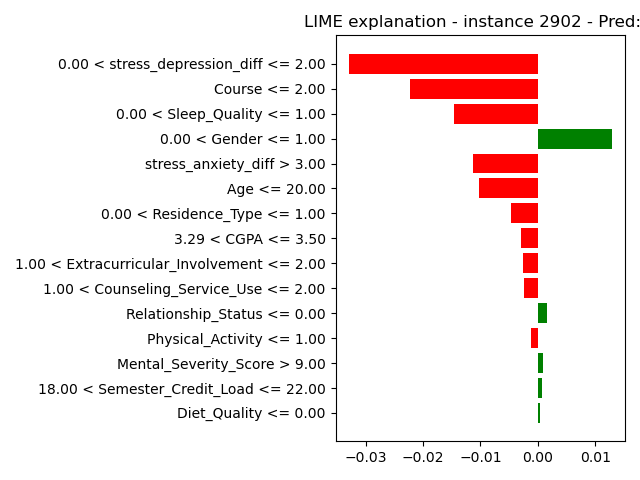 LIME explanation - instance 2902 - Pred:
0.00 < stress_depression_diff <= 2.00
Course <= 2.00
0.00 < Sleep_Quality <= 1.00
0.00 < Gender <= 1.00
stress_anxiety_diff > 3.00
Age <= 20.00
0.00 < Residence_Type <= 1.00
3.29 < CGPA <= 3.50
1.00 < Extracurricular_Involvement <= 2.00
1.00 < Counseling_Service_Use <= 2.00
Relationship_Status <= 0.00
Physical_Activity <= 1.00
Mental_Severity_Score > 9.00
18.00 < Semester_Credit_Load <= 22.00
Diet_Quality <= 0.00
−0.03 −0.02 −0.01 0.00 0.01